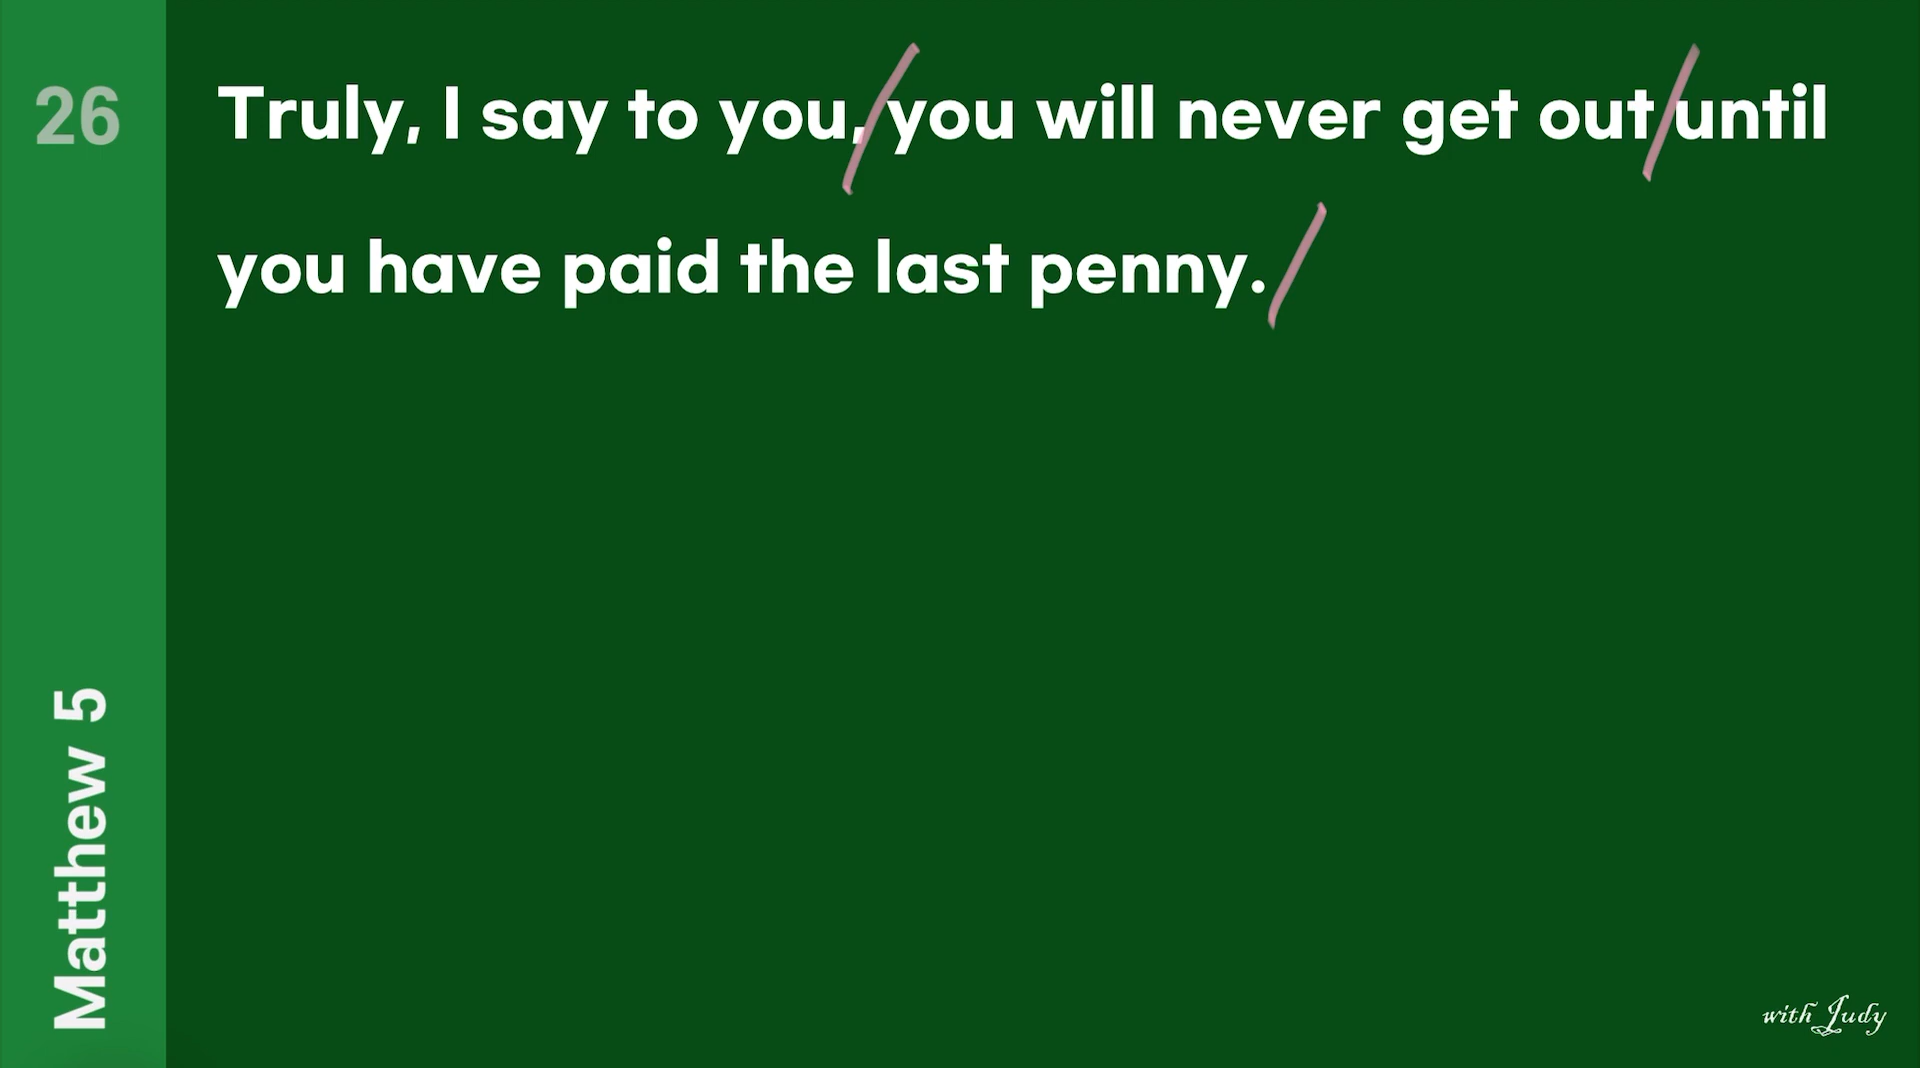 26
Truly, I say to you, you will never get out until
you have paid the last penny.
Matthew 5
with Judy